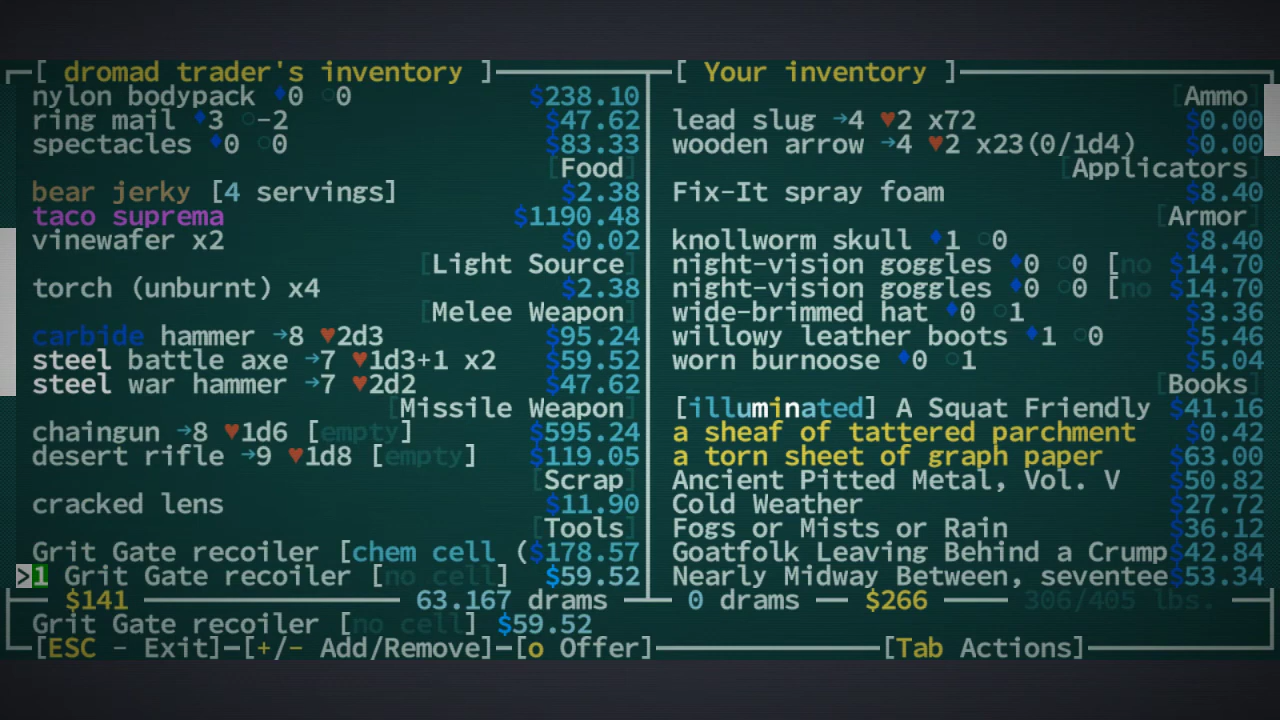 [ dromad trader's inventory ]
nylon bodypack ♦0 ○0 $238.10
ring mail ♦3 ○-2 $47.62
spectacles ♦0 ○0 $83.33
[Food]
bear jerky [4 servings] $2.38
taco suprema $1190.48
vinewafer x2 $0.02
[Light Source]
torch (unburnt) x4 $2.38
[Melee Weapon]
carbide hammer →8 ♥2d3 $95.24
steel battle axe →7 ♥1d3+1 x2 $59.52
steel war hammer →7 ♥2d2 $47.62
[Missile Weapon]
chaingun →8 ♥1d6 [empty] $595.24
desert rifle →9 ♥1d8 [empty] $119.05
[Scrap]
cracked lens $11.90
[Tools]
Grit Gate recoiler [chem cell ($178.57
>1 Grit Gate recoiler [no cell] $59.52
$141 63.167 drams
[ Your inventory ]
[Ammo]
lead slug →4 ♥2 x72 $0.00
wooden arrow →4 ♥2 x23(0/1d4) $0.00
[Applicators]
Fix-It spray foam $8.40
[Armor]
knollworm skull ♦1 ○0 $8.40
night-vision goggles ♦0 ○0 [no $14.70
night-vision goggles ♦0 ○0 [no $14.70
wide-brimmed hat ♦0 ○1 $3.36
willowy leather boots ♦1 ○0 $5.46
worn burnoose ♦0 ○1 $5.04
[Books]
[illuminated] A Squat Friendly $41.16
a sheaf of tattered parchment $0.42
a torn sheet of graph paper $63.00
Ancient Pitted Metal, Vol. V $50.82
Cold Weather $27.72
Fogs or Mists or Rain $36.12
Goatfolk Leaving Behind a Crump$42.84
Nearly Midway Between, seventee$53.34
0 drams $266 306/405 lbs.
Grit Gate recoiler [no cell] $59.52
[ESC - Exit]-[+/- Add/Remove]-[o Offer] [Tab Actions]